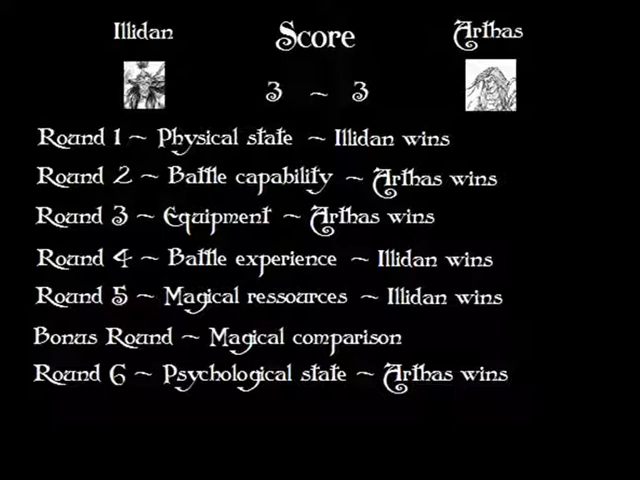 Illidan Score Arthas
3 ~ 3
Round 1 ~ Physical state ~ Illidan wins
Round 2 ~ Battle capability ~ Arthas wins
Round 3 ~ Equipment ~ Arthas wins
Round 4 ~ Battle experience ~ Illidan wins
Round 5 ~ Magical ressources ~ Illidan wins
Bonus Round ~ Magical comparison
Round 6 ~ Psychological state ~ Arthas wins